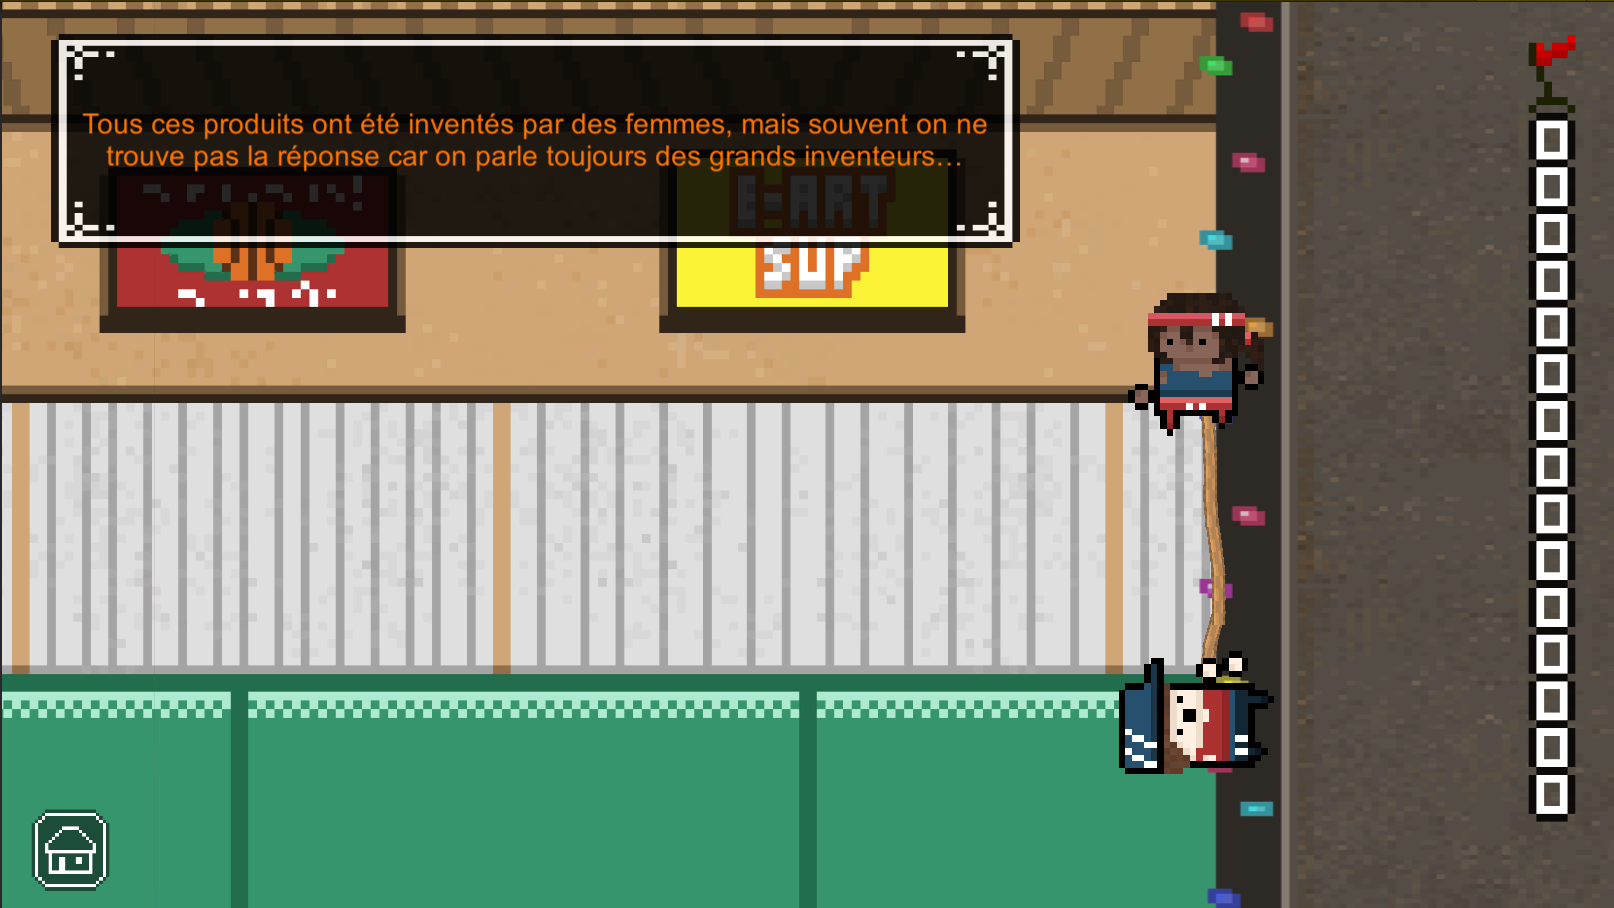 Tous ces produits ont été inventés par des femmes, mais souvent on ne
trouve pas la réponse car on parle toujours des grands inventeurs...
E-ART
SUP